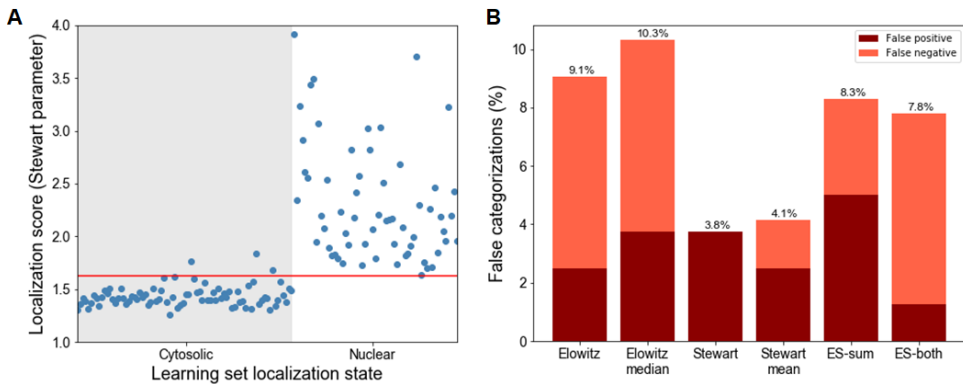 A
Localization score (Stewart parameter)
4.0
3.5
3.0
2.5
2.0
1.5
1.0
Cytosolic
Nuclear
Learning set localization state
B
False categorizations (%)
10
8
6
4
2
0
9.1%
10.3%
3.8%
4.1%
8.3%
7.8%
False positive
False negative
Elowitz
Elowitz
median
Stewart
Stewart
mean
ES-sum
ES-both